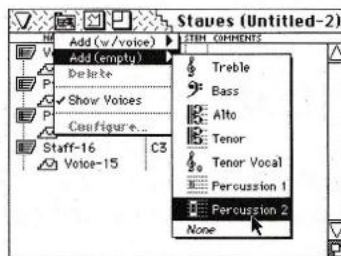 Staves (Untitled-2)
STEM COMMENTS
Add (w/voice)
Add (empty)
Delete
Show Voices
Configure...
Staff-16 C3
Voice-15
Treble
Bass
Alto
Tenor
Tenor Vocal
Percussion 1
Percussion 2
None